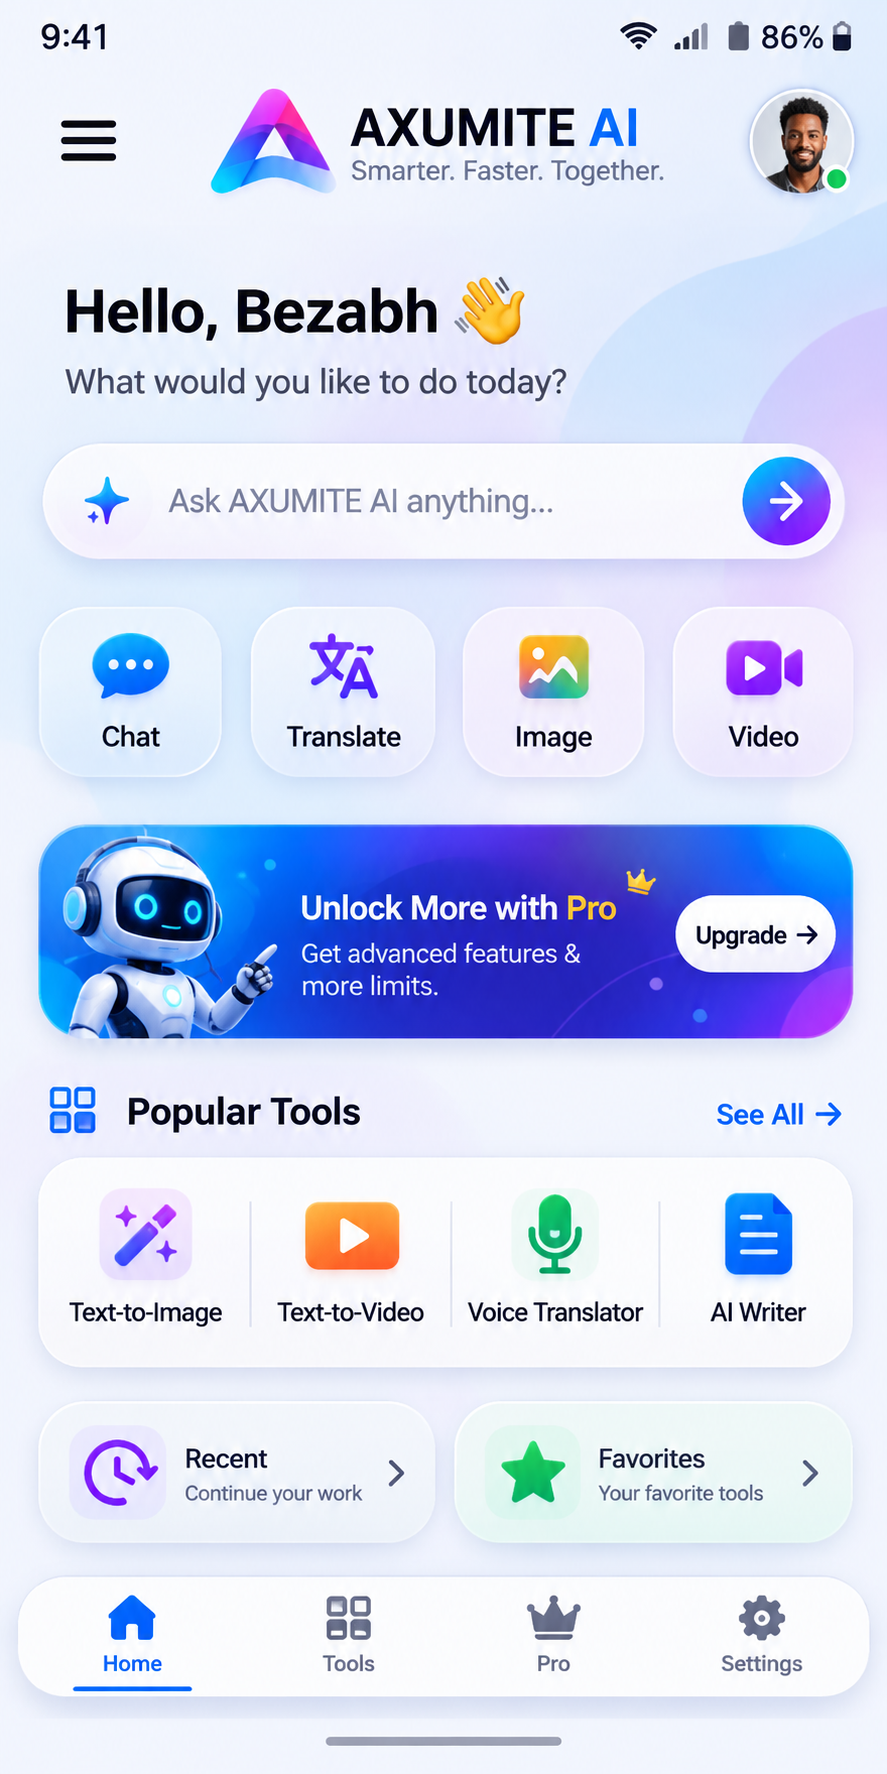 9:41
86%
AXUMITE AI
Smarter. Faster. Together.
Hello, Bezabh 👋
What would you like to do today?
Ask AXUMITE AI anything...
Chat
Translate
Image
Video
Unlock More with Pro
Get advanced features &
more limits.
Upgrade →
Popular Tools
See All →
Text-to-Image
Text-to-Video
Voice Translator
AI Writer
Recent
Continue your work
Favorites
Your favorite tools
Home
Tools
Pro
Settings